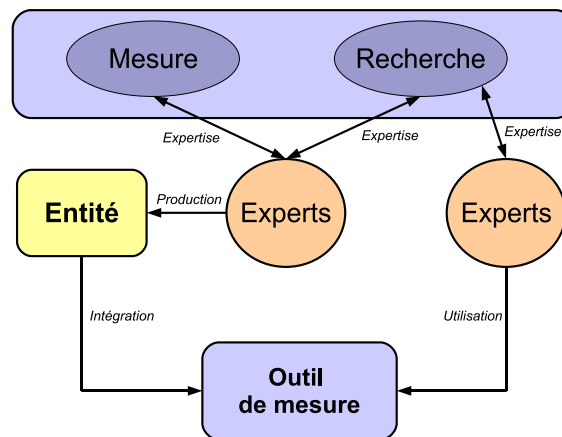 Mesure
Recherche
Expertise
Expertise
Expertise
Entité
Production
Experts
Experts
Intégration
Utilisation
Outil
de mesure